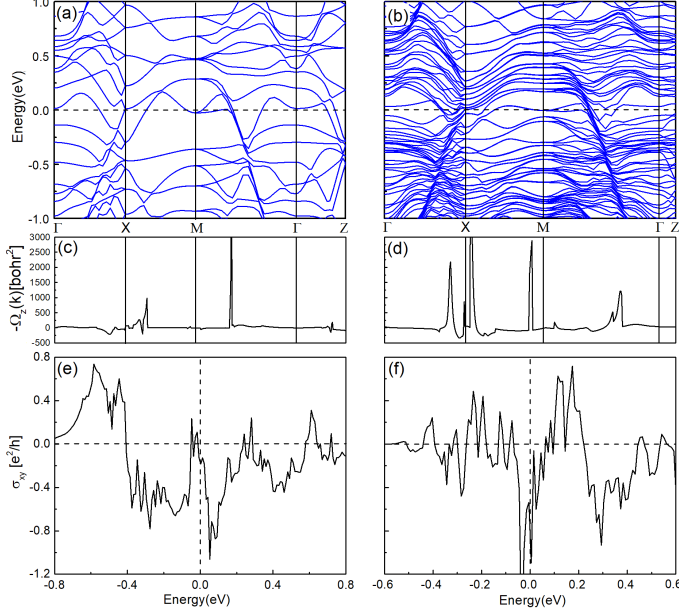 (a)
(b)
1.0
0.5
0.0
-0.5
-1.0
Energy(eV)
Γ X M Γ Z
Γ X M Γ Z
(c)
(d)
3000
2500
2000
1500
1000
500
0
-500
-Ω_z(k)[bohr²]
(e)
(f)
0.8
0.4
0.0
-0.4
-0.8
-1.2
σ_xy [e²/h]
-0.8 -0.4 0.0 0.4 0.8
-0.6 -0.4 -0.2 0.0 0.2 0.4 0.6
Energy(eV)
Energy(eV)